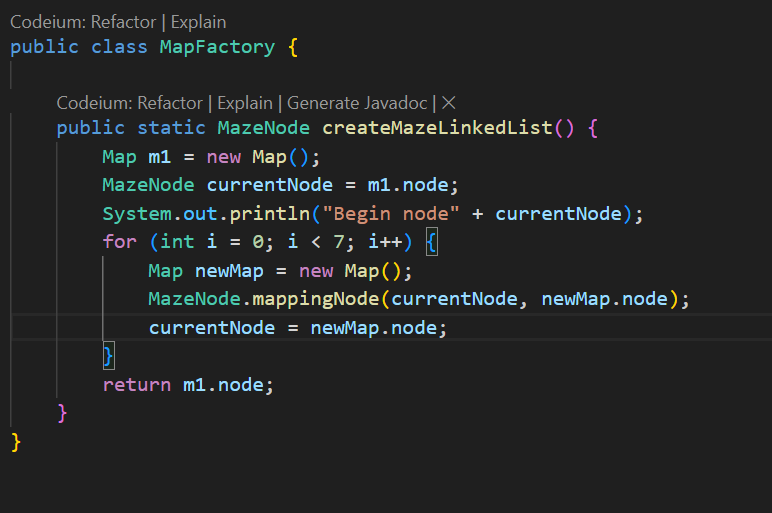 Codeium: Refactor | Explain
public class MapFactory {
Codeium: Refactor | Explain | Generate Javadoc | ×
public static MazeNode createMazeLinkedList() {
Map m1 = new Map();
MazeNode currentNode = m1.node;
System.out.println("Begin node" + currentNode);
for (int i = 0; i < 7; i++) {
Map newMap = new Map();
MazeNode.mappingNode(currentNode, newMap.node);
currentNode = newMap.node;
}
return m1.node;
}
}